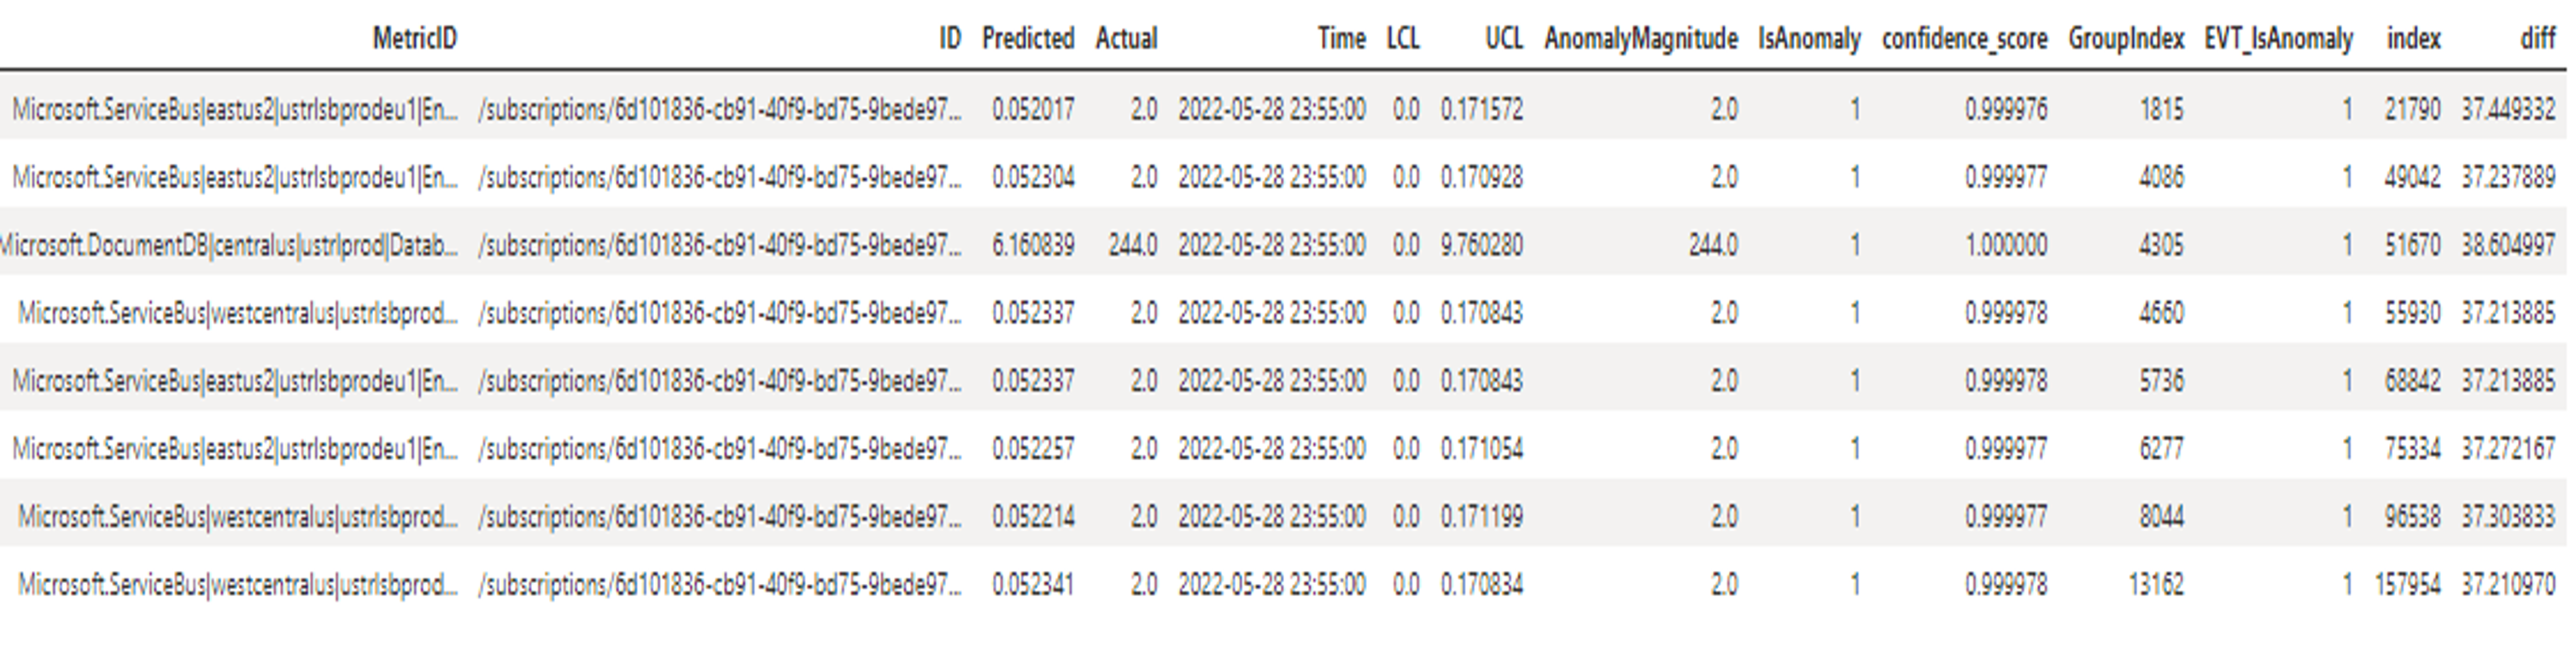 MetricID ID Predicted Actual Time LCL UCL AnomalyMagnitude IsAnomaly confidence_score GroupIndex EVT_IsAnomaly index diff
Microsoft.ServiceBus|eastus2|ustrlsbprodeu1|En... /subscriptions/6d101836-cb91-40f9-bd75-9bede97... 0.052017 2.0 2022-05-28 23:55:00 0.0 0.171572 2.0 1 0.999976 1815 1 21790 37.449332
Microsoft.ServiceBus|eastus2|ustrlsbprodeu1|En... /subscriptions/6d101836-cb91-40f9-bd75-9bede97... 0.052304 2.0 2022-05-28 23:55:00 0.0 0.170928 2.0 1 0.999977 4086 1 49042 37.237889
Microsoft.DocumentDB|centralus|ustrlprod|Datab... /subscriptions/6d101836-cb91-40f9-bd75-9bede97... 6.160839 244.0 2022-05-28 23:55:00 0.0 9.760280 244.0 1 1.000000 4305 1 51670 38.604997
Microsoft.ServiceBus|westcentralus|ustrlsbprod... /subscriptions/6d101836-cb91-40f9-bd75-9bede97... 0.052337 2.0 2022-05-28 23:55:00 0.0 0.170843 2.0 1 0.999978 4660 1 55930 37.213885
Microsoft.ServiceBus|eastus2|ustrlsbprodeu1|En... /subscriptions/6d101836-cb91-40f9-bd75-9bede97... 0.052337 2.0 2022-05-28 23:55:00 0.0 0.170843 2.0 1 0.999978 5736 1 68842 37.213885
Microsoft.ServiceBus|eastus2|ustrlsbprodeu1|En... /subscriptions/6d101836-cb91-40f9-bd75-9bede97... 0.052257 2.0 2022-05-28 23:55:00 0.0 0.171054 2.0 1 0.999977 6277 1 75334 37.272167
Microsoft.ServiceBus|westcentralus|ustrlsbprod... /subscriptions/6d101836-cb91-40f9-bd75-9bede97... 0.052214 2.0 2022-05-28 23:55:00 0.0 0.171199 2.0 1 0.999977 8044 1 96538 37.303833
Microsoft.ServiceBus|westcentralus|ustrlsbprod... /subscriptions/6d101836-cb91-40f9-bd75-9bede97... 0.052341 2.0 2022-05-28 23:55:00 0.0 0.170834 2.0 1 0.999978 13162 1 157954 37.210970